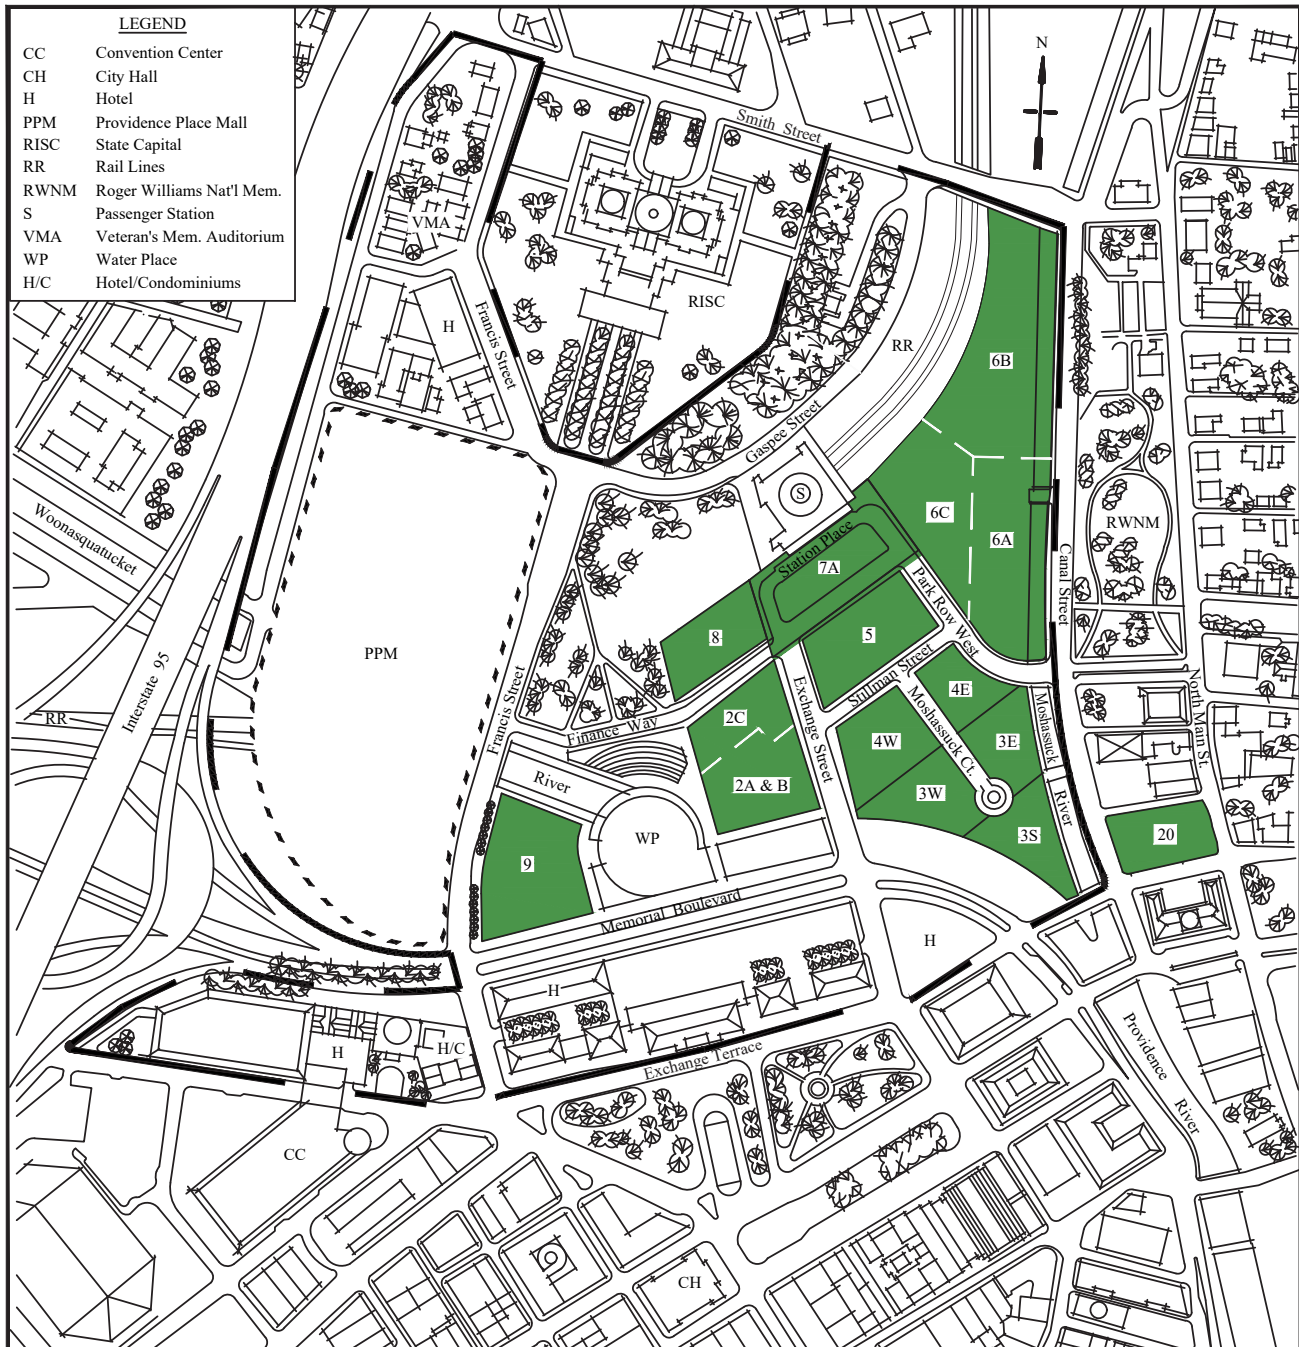 LEGEND
CC Convention Center
CH City Hall
H Hotel
PPM Providence Place Mall
RISC State Capital
RR Rail Lines
RWNM Roger Williams Nat'l Mem.
S Passenger Station
VMA Veteran's Mem. Auditorium
WP Water Place
H/C Hotel/Condominiums
N
Smith Street
VMA
RISC
Francis Street
H
RR
6B
Gaspee Street
S
Woonasquatucket
6C
6A
RWNM
Station Place
7A
Canal Street
Park Row West
8
5
PPM
Stillman Street
4E
Interstate 95
RR
Francis Street
Finance Way
2C
Exchange Street
Moshassuck Ct.
Moshassuck
River
North Main St.
4W
3E
River
2A & B
3W
WP
3S
20
9
Memorial Boulevard
H
H
H
H/C
Exchange Terrace
Providence
River
CC
CH